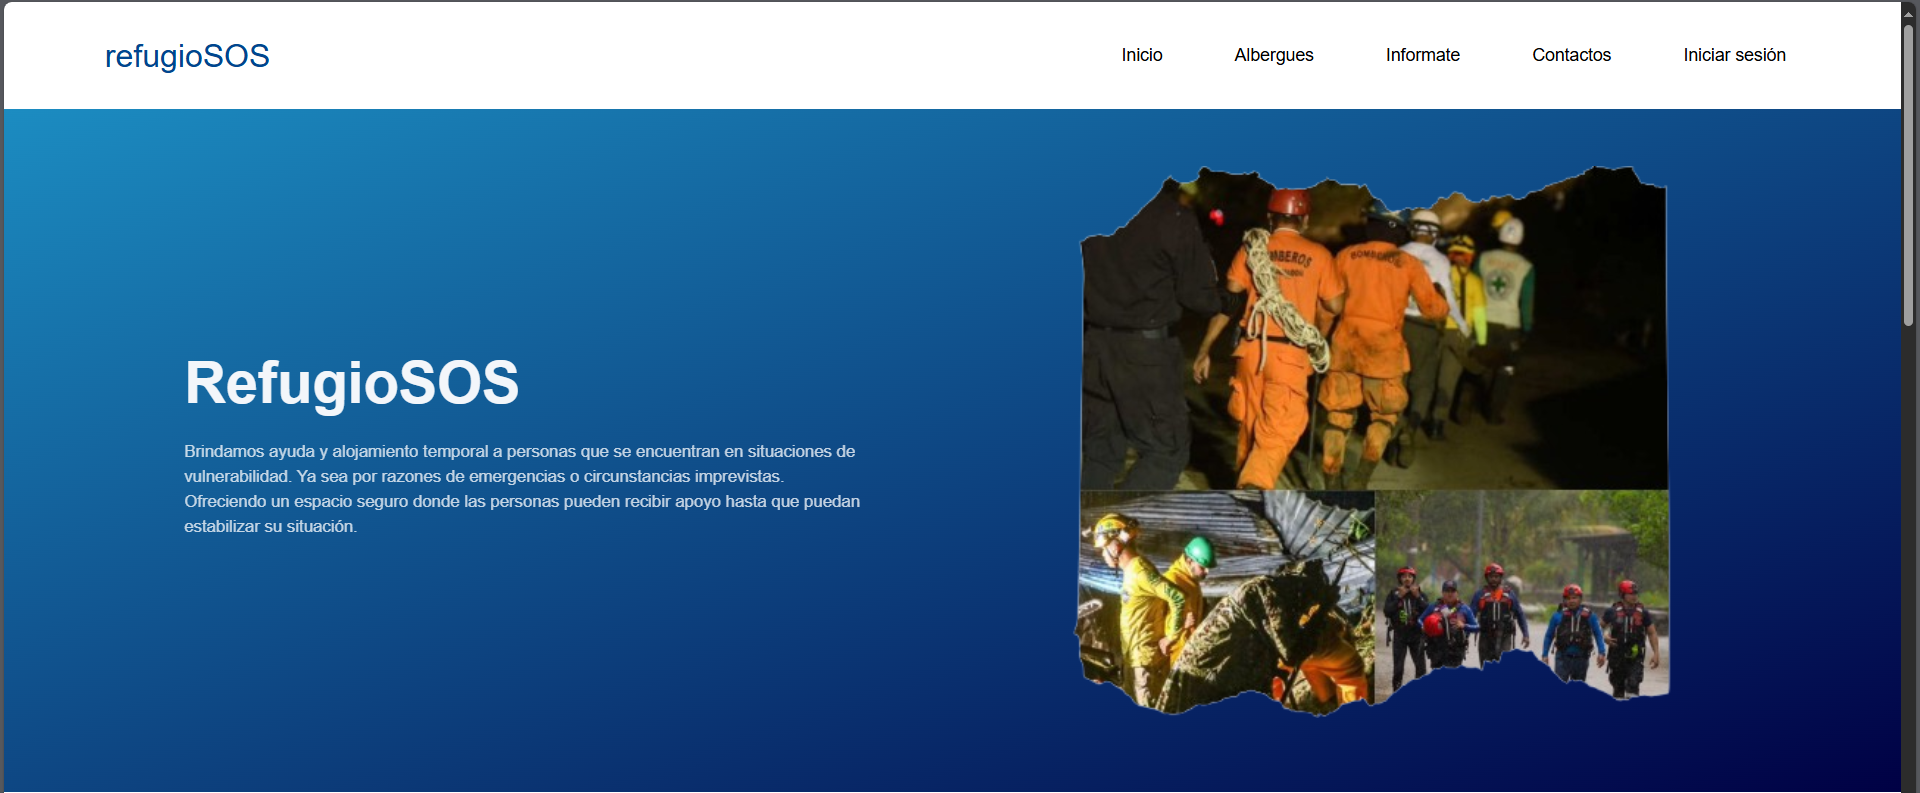 refugioSOS
Inicio
Albergues
Informate
Contactos
Iniciar sesión
RefugioSOS
Brindamos ayuda y alojamiento temporal a personas que se encuentran en situaciones de
vulnerabilidad. Ya sea por razones de emergencias o circunstancias imprevistas.
Ofreciendo un espacio seguro donde las personas pueden recibir apoyo hasta que puedan
estabilizar su situación.
BOMBEROS